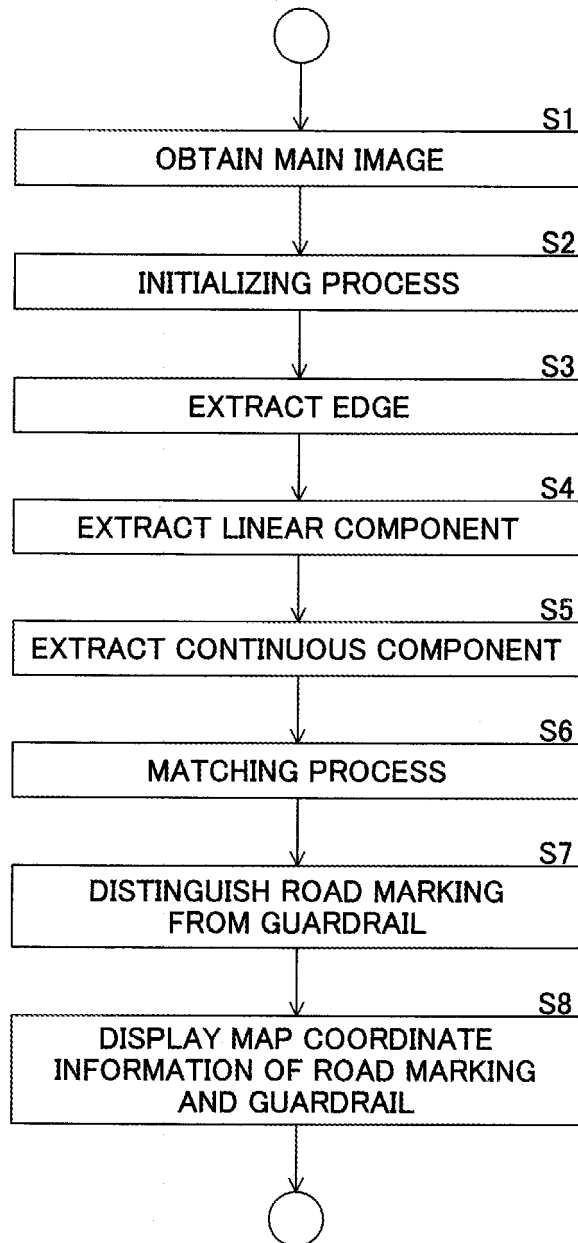 S1
OBTAIN MAIN IMAGE
S2
INITIALIZING PROCESS
S3
EXTRACT EDGE
S4
EXTRACT LINEAR COMPONENT
S5
EXTRACT CONTINUOUS COMPONENT
S6
MATCHING PROCESS
S7
DISTINGUISH ROAD MARKING
FROM GUARDRAIL
S8
DISPLAY MAP COORDINATE
INFORMATION OF ROAD MARKING
AND GUARDRAIL